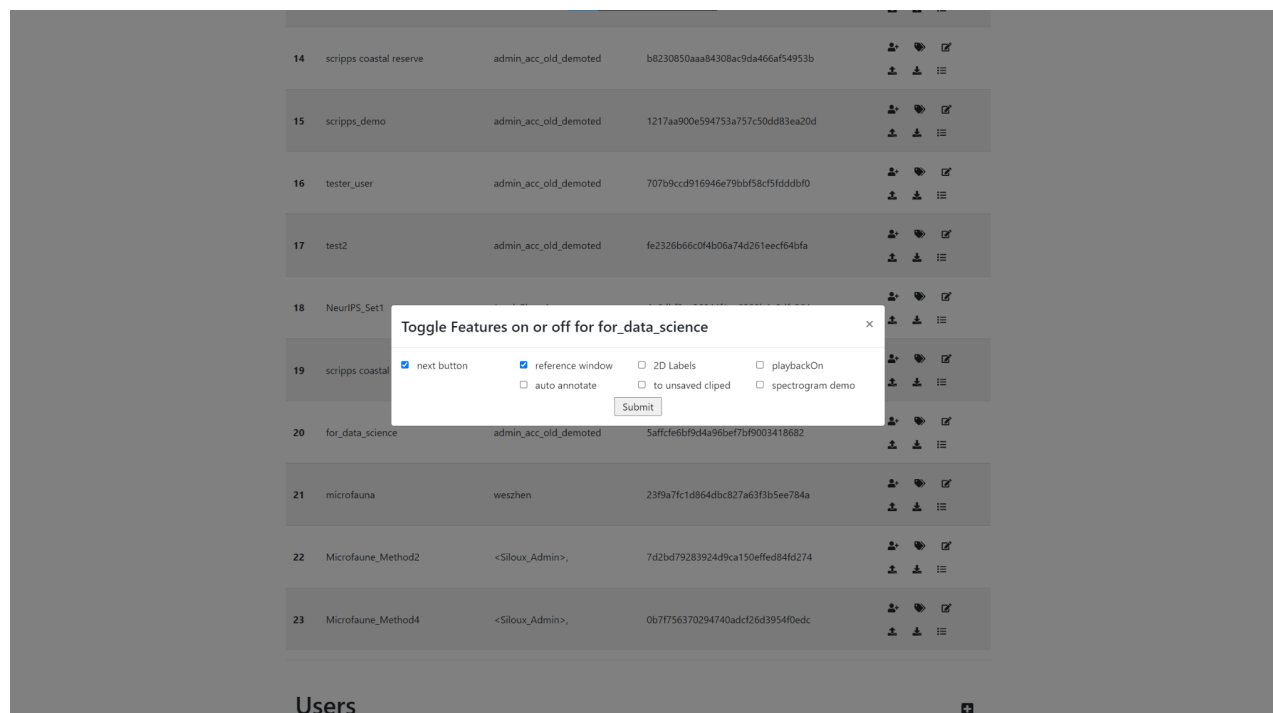 14 scripps coastal reserve admin_acc_old_demoted b8230850aaa84308ac9da466af54953b
15 scripps_demo admin_acc_old_demoted 1217aa900e594753a757c50dd83ea20d
16 tester_user admin_acc_old_demoted 707b9ccd916946e79bbf58cf5fdddbf0
17 test2 admin_acc_old_demoted fe2326b66c0f4b06a74d261eecf64bfa
18 NeurIPS_Set1
Toggle Features on or off for for_data_science ×
19 scripps coastal
next button reference window 2D Labels playbackOn
auto annotate to unsaved cliped spectrogram demo
Submit
20 for_data_science admin_acc_old_demoted 5affcfe6bf9d4a96bef7bf9003418682
21 microfauna weszhen 23f9a7fc1d864dbc827a63f3b5ee784a
22 Microfaune_Method2 <Siloux_Admin>, 7d2bd79283924d9ca150effed84fd274
23 Microfaune_Method4 <Siloux_Admin>, 0b7f756370294740adcf26d3954f0edc
Users